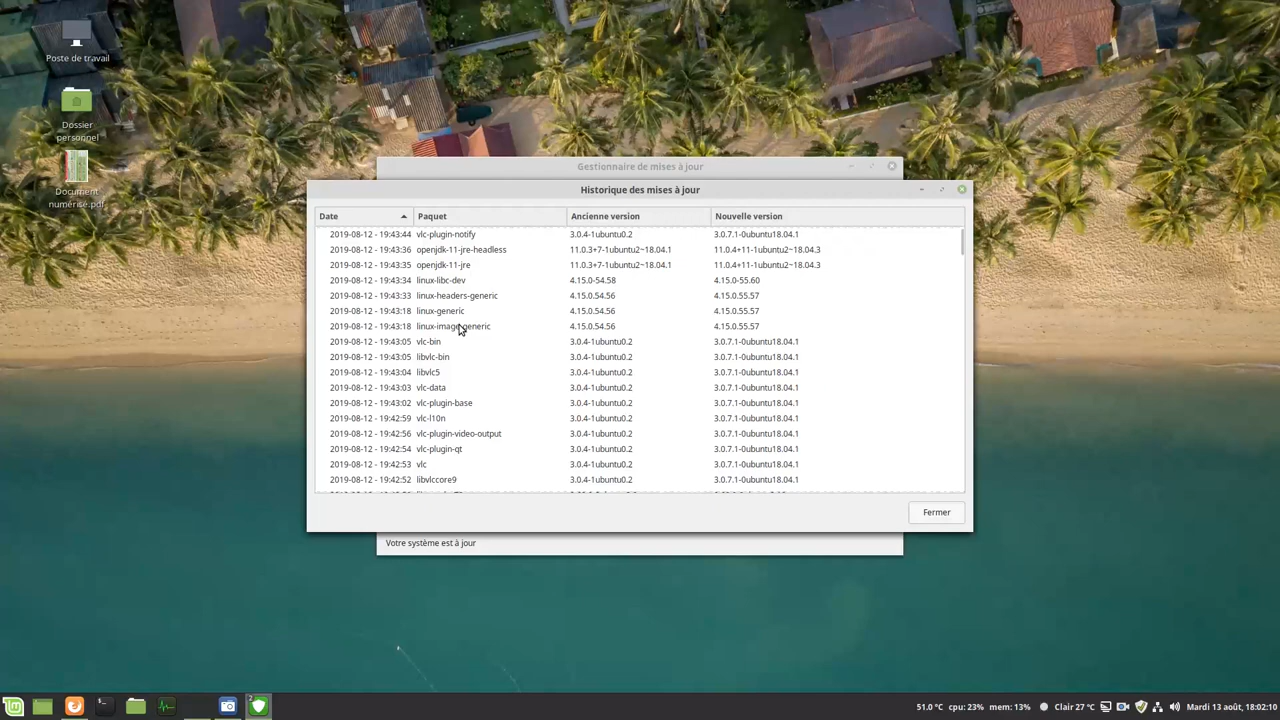 Poste de travail
Dossier
personnel
Document
numérisé.pdf
Gestionnaire de mises à jour
Historique des mises à jour
Date Paquet Ancienne version Nouvelle version
2019-08-12 - 19:43:44 vlc-plugin-notify 3.0.4-1ubuntu0.2 3.0.7.1-0ubuntu18.04.1
2019-08-12 - 19:43:36 openjdk-11-jre-headless 11.0.3+7-1ubuntu2~18.04.1 11.0.4+11-1ubuntu2~18.04.3
2019-08-12 - 19:43:35 openjdk-11-jre 11.0.3+7-1ubuntu2~18.04.1 11.0.4+11-1ubuntu2~18.04.3
2019-08-12 - 19:43:34 linux-libc-dev 4.15.0-54.58 4.15.0-55.60
2019-08-12 - 19:43:33 linux-headers-generic 4.15.0.54.56 4.15.0.55.57
2019-08-12 - 19:43:18 linux-generic 4.15.0.54.56 4.15.0.55.57
2019-08-12 - 19:43:18 linux-image-generic 4.15.0.54.56 4.15.0.55.57
2019-08-12 - 19:43:05 vlc-bin 3.0.4-1ubuntu0.2 3.0.7.1-0ubuntu18.04.1
2019-08-12 - 19:43:05 libvlc-bin 3.0.4-1ubuntu0.2 3.0.7.1-0ubuntu18.04.1
2019-08-12 - 19:43:04 libvlc5 3.0.4-1ubuntu0.2 3.0.7.1-0ubuntu18.04.1
2019-08-12 - 19:43:03 vlc-data 3.0.4-1ubuntu0.2 3.0.7.1-0ubuntu18.04.1
2019-08-12 - 19:43:02 vlc-plugin-base 3.0.4-1ubuntu0.2 3.0.7.1-0ubuntu18.04.1
2019-08-12 - 19:42:59 vlc-l10n 3.0.4-1ubuntu0.2 3.0.7.1-0ubuntu18.04.1
2019-08-12 - 19:42:56 vlc-plugin-video-output 3.0.4-1ubuntu0.2 3.0.7.1-0ubuntu18.04.1
2019-08-12 - 19:42:54 vlc-plugin-qt 3.0.4-1ubuntu0.2 3.0.7.1-0ubuntu18.04.1
2019-08-12 - 19:42:53 vlc 3.0.4-1ubuntu0.2 3.0.7.1-0ubuntu18.04.1
2019-08-12 - 19:42:52 libvlccore9 3.0.4-1ubuntu0.2 3.0.7.1-0ubuntu18.04.1
Fermer
Votre système est à jour
2 51.0 °C cpu: 23% mem: 13% Clair 27 °C Mardi 13 août, 18:02:10